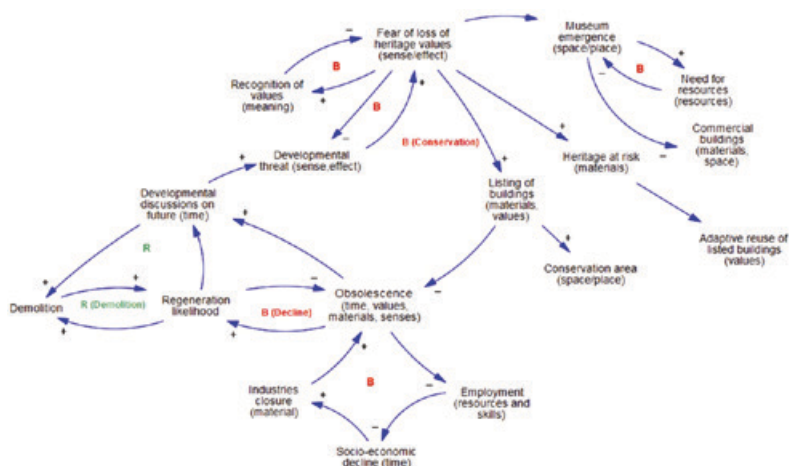 Fear of loss of
heritage values
(sense/effect)
Museum
emergence
(space/place)
Recognition of
values
(meaning)
B
B
B
Need for
resources
(resources)
Commercial
buildings
(materials,
space)
Developmental
threat (sense,effect)
B (Conservation)
Heritage at risk
(materials)
Listing of
buildings
(materials,
values)
Developmental
discussions on
future (time)
Adaptive reuse of
listed buildings
(values)
Conservation area
(space/place)
R
Demolition
R (Demolition)
Regeneration
likelihood
B (Decline)
Obsolescence
(time, values,
materials, senses)
Industries
closure
(material)
B
Employment
(resources and
skills)
Socio-economic
decline (time)